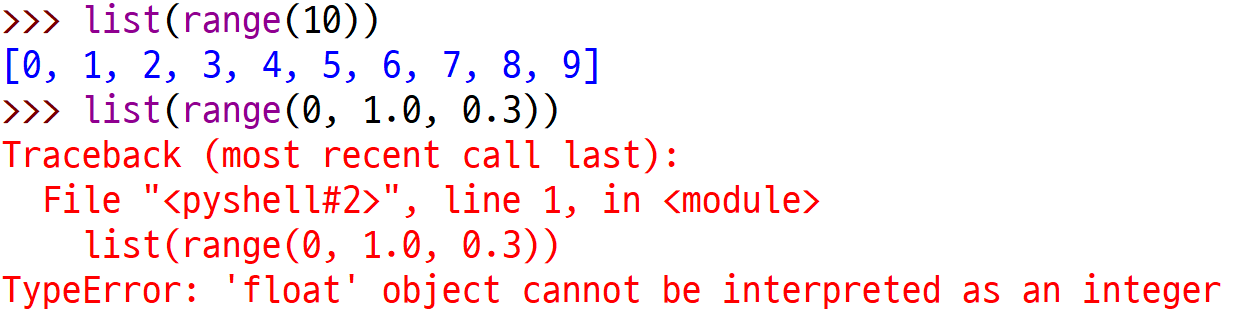 >>> list(range(10))
[0, 1, 2, 3, 4, 5, 6, 7, 8, 9]
>>> list(range(0, 1.0, 0.3))
Traceback (most recent call last):
  File "<pyshell#2>", line 1, in <module>
    list(range(0, 1.0, 0.3))
TypeError: 'float' object cannot be interpreted as an integer